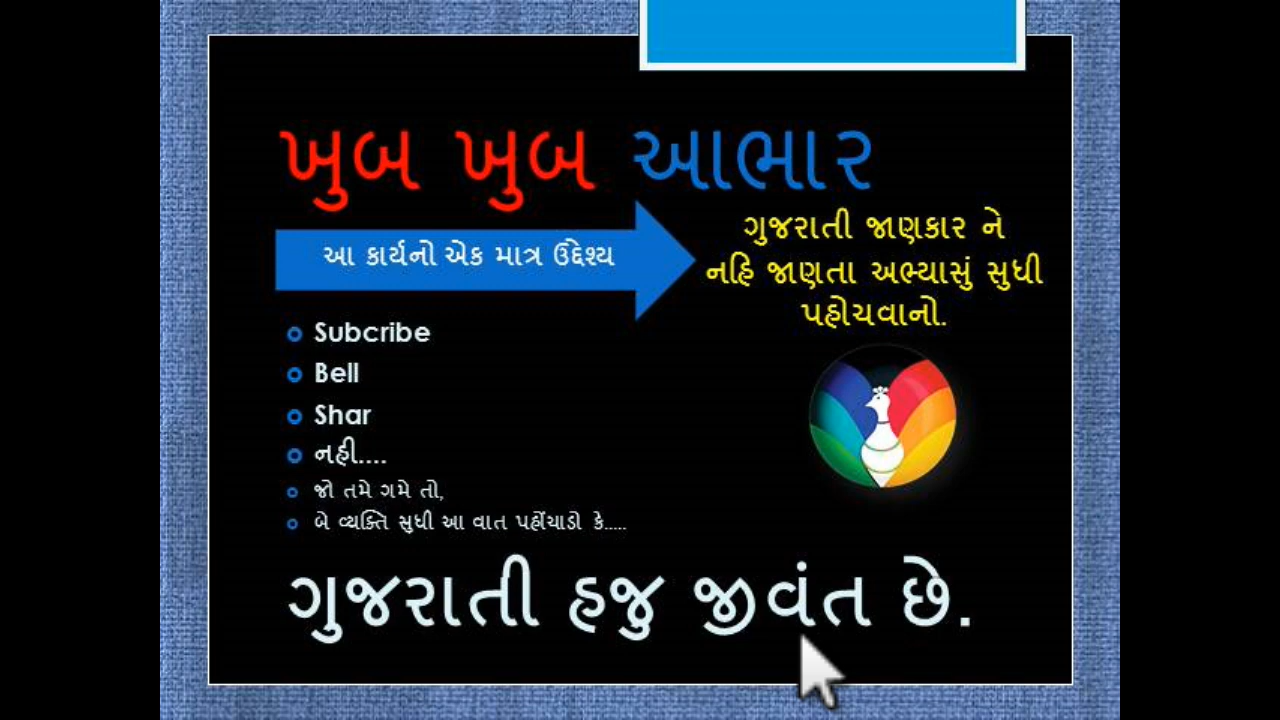 ખુબ ખુબ આભાર
આ કાર્યનો એક માત્ર ઉદ્દેશ્ય
ગુજરાતી જાણકાર ને
નહિ જાણતા અભ્યાસું સુધી
પહોચવાનો.
Subcribe
Bell
Shar
નહી....
જો તમે ગમે તો,
બે વ્યક્તિ સુધી આ વાત પહોંચાડો કે.....
ગુજરાતી હજુ જીવંત છે.